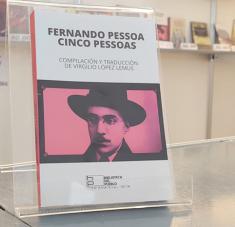 FERNANDO PESSOA
CINCO PESSOAS
COMPILACIÓN Y TRADUCCIÓN
DE VIRGILIO LÓPEZ LEMUS
BIBLIOTECA
DEL
PUEBLO